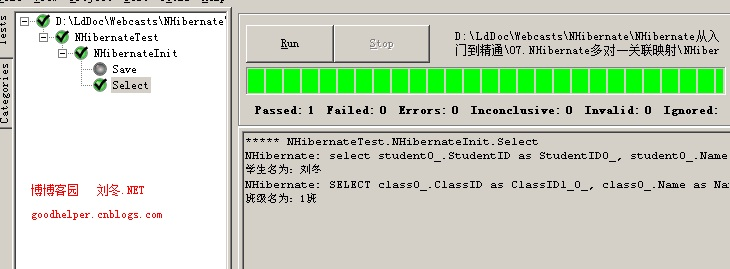 Tests
Categories
D:\LdDoc\Webcasts\NHibernate\
NHibernateTest
NHibernateInit
Save
Select
博博客园 刘冬.NET
goodhelper.cnblogs.com
Run
Stop
D:\LdDoc\Webcasts\NHibernate\NHibernate从入
门到精通\07.NHibernate多对一关联映射\NHiber
Passed: 1 Failed: 0 Errors: 0 Inconclusive: 0 Invalid: 0 Ignored:
***** NHibernateTest.NHibernateInit.Select
NHibernate: select student0_.StudentID as StudentID0_, student0_.Name
学生名为：刘冬
NHibernate: SELECT class0_.ClassID as ClassID1_0_, class0_.Name as Na
班级名为：1班